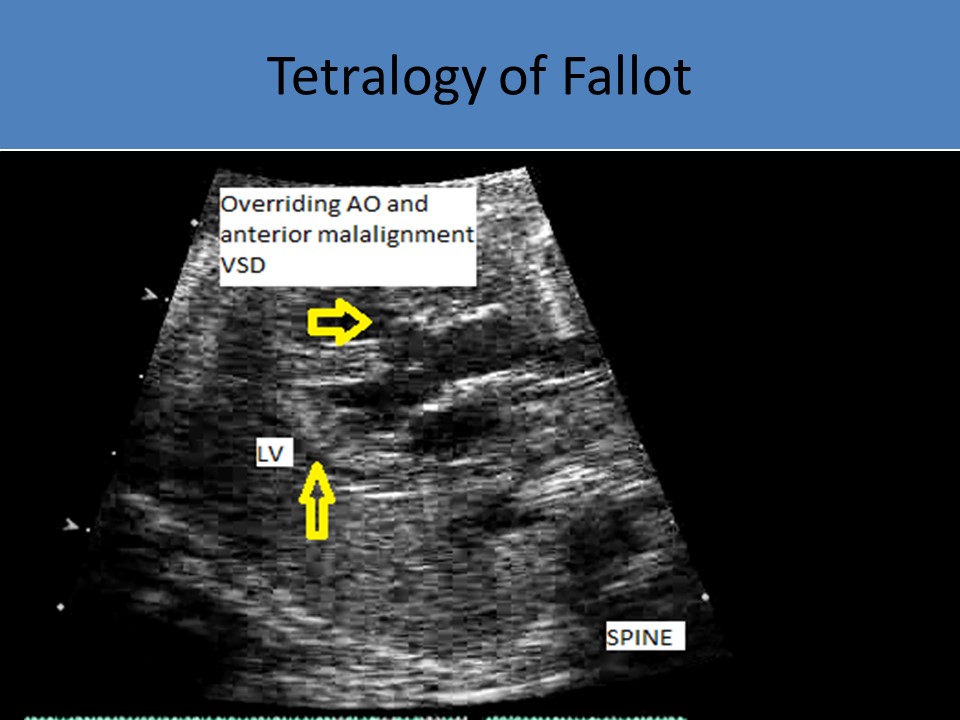 Tetralogy of Fallot
Overriding AO and
anterior malalignment
VSD
LV
SPINE